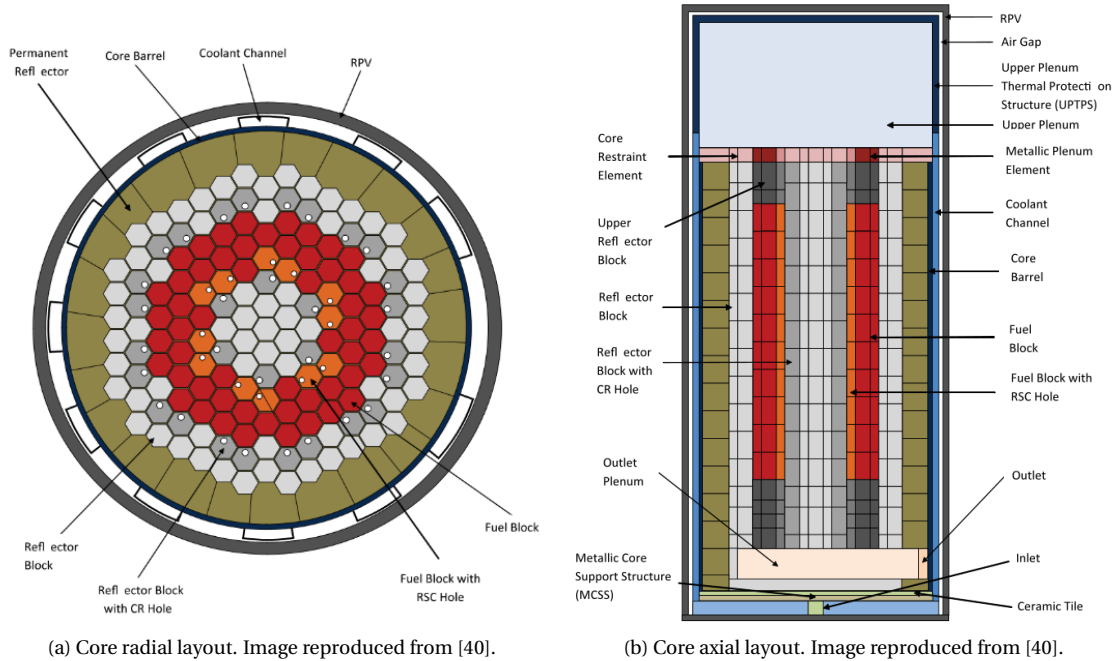 Permanent
Refl ector
Core Barrel
Coolant Channel
RPV
Refl ector
Block
Refl ector Block
with CR Hole
Fuel Block with
RSC Hole
Fuel Block
(a) Core radial layout. Image reproduced from [40].
RPV
Air Gap
Upper Plenum
Thermal Protecti on
Structure (UPTPS)
Upper Plenum
Metallic Plenum
Element
Coolant
Channel
Core
Barrel
Fuel
Block
Fuel Block with
RSC Hole
Outlet
Inlet
Ceramic Tile
Core
Restraint
Element
Upper
Refl ector
Block
Refl ector
Block
Refl ector
Block with
CR Hole
Outlet
Plenum
Metallic Core
Support Structure
(MCSS)
(b) Core axial layout. Image reproduced from [40].